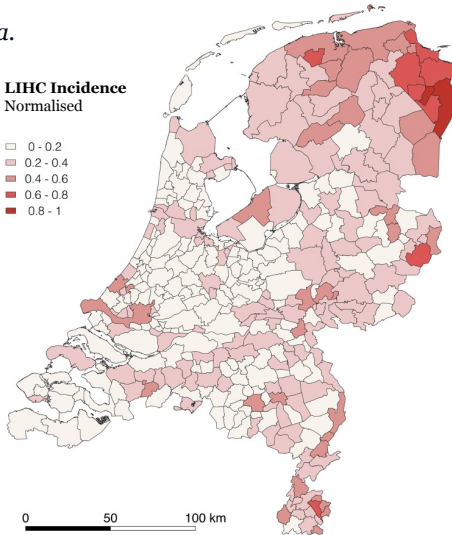 a.
LIHC Incidence
Normalised
0 - 0.2
0.2 - 0.4
0.4 - 0.6
0.6 - 0.8
0.8 - 1
0 50 100 km